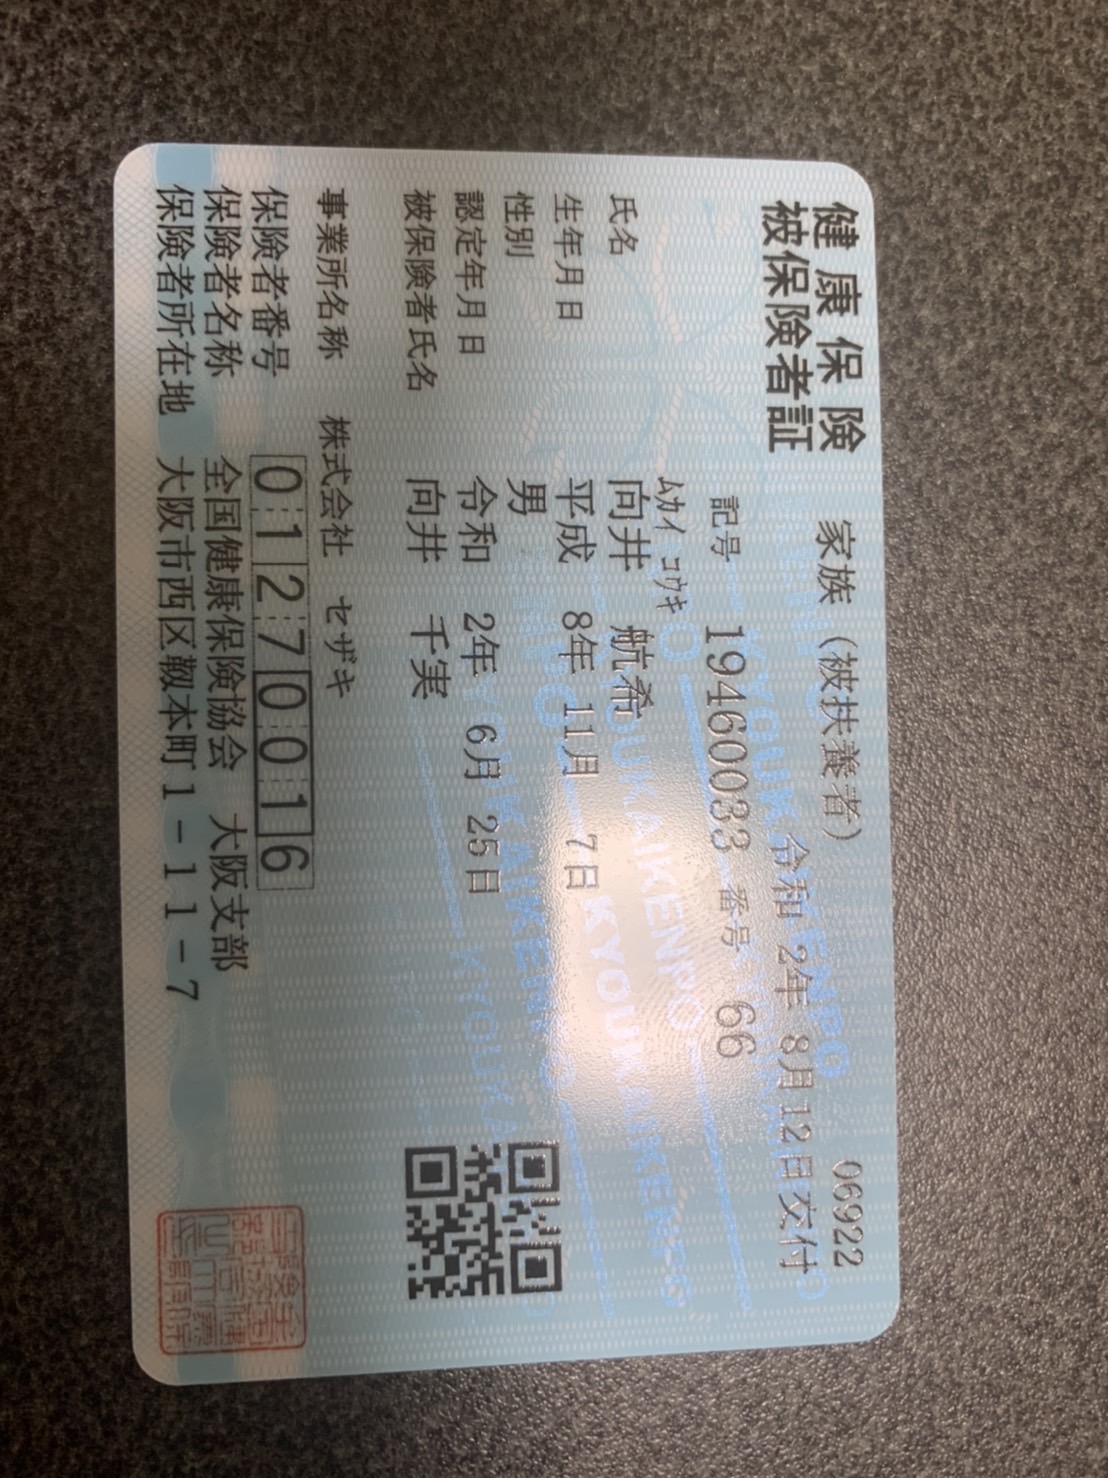 健康保険 家族（被扶養者） 06922
被保険者証 令和 2年 8月12日交付
記号 19460033 番号 66
ムカイ コウキ
氏名 向井 航希
生年月日 平成 8年 11月 7日
性別 男
認定年月日 令和 2年 6月 25日
被保険者氏名 向井 千実
事業所名称 株式会社 セザキ
保険者番号 01270016
保険者名称 全国健康保険協会 大阪支部
保険者所在地 大阪市西区靱本町1-11-7